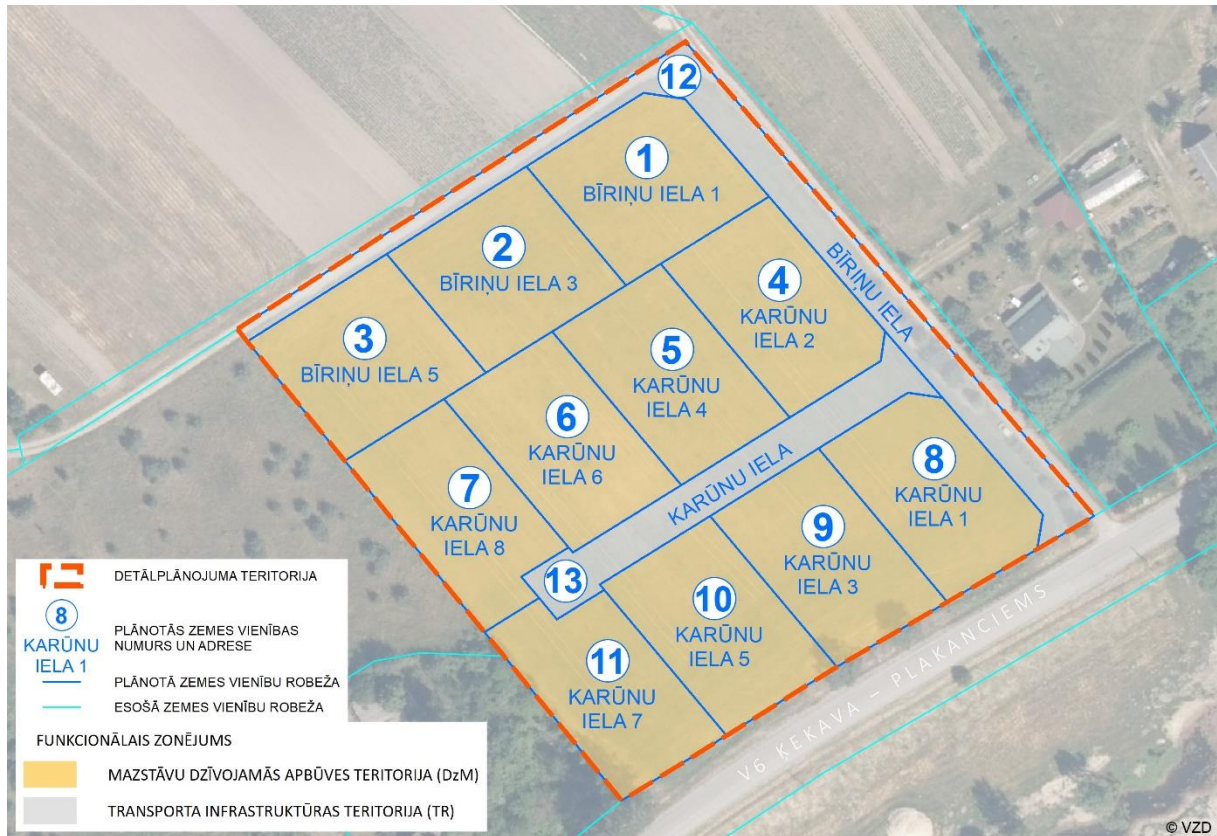 12
1
BĪRIŅU IELA 1
2
BĪRIŅU IELA 3
3
BĪRIŅU IELA 5
4
KARŪNU
IELA 2
BĪRIŅU IELA
5
KARŪNU
IELA 4
6
KARŪNU
IELA 6
7
KARŪNU
IELA 8
KARŪNU IELA
8
KARŪNU
IELA 1
9
KARŪNU
IELA 3
13
10
KARŪNU
IELA 5
11
KARŪNU
IELA 7
V6 ĶEKAVA – PLAKANCIEMS
DETĀLPLĀNOJUMA TERITORIJA
8
KARŪNU
IELA 1
PLĀNOTĀS ZEMES VIENĪBAS
NUMURS UN ADRESE
PLĀNOTĀ ZEMES VIENĪBU ROBEŽA
ESOŠĀ ZEMES VIENĪBU ROBEŽA
FUNKCIONĀLAIS ZONĒJUMS
MAZSTĀVU DZĪVOJAMĀS APBŪVES TERITORIJA (DzM)
TRANSPORTA INFRASTRUKTŪRAS TERITORIJA (TR)
© VZD